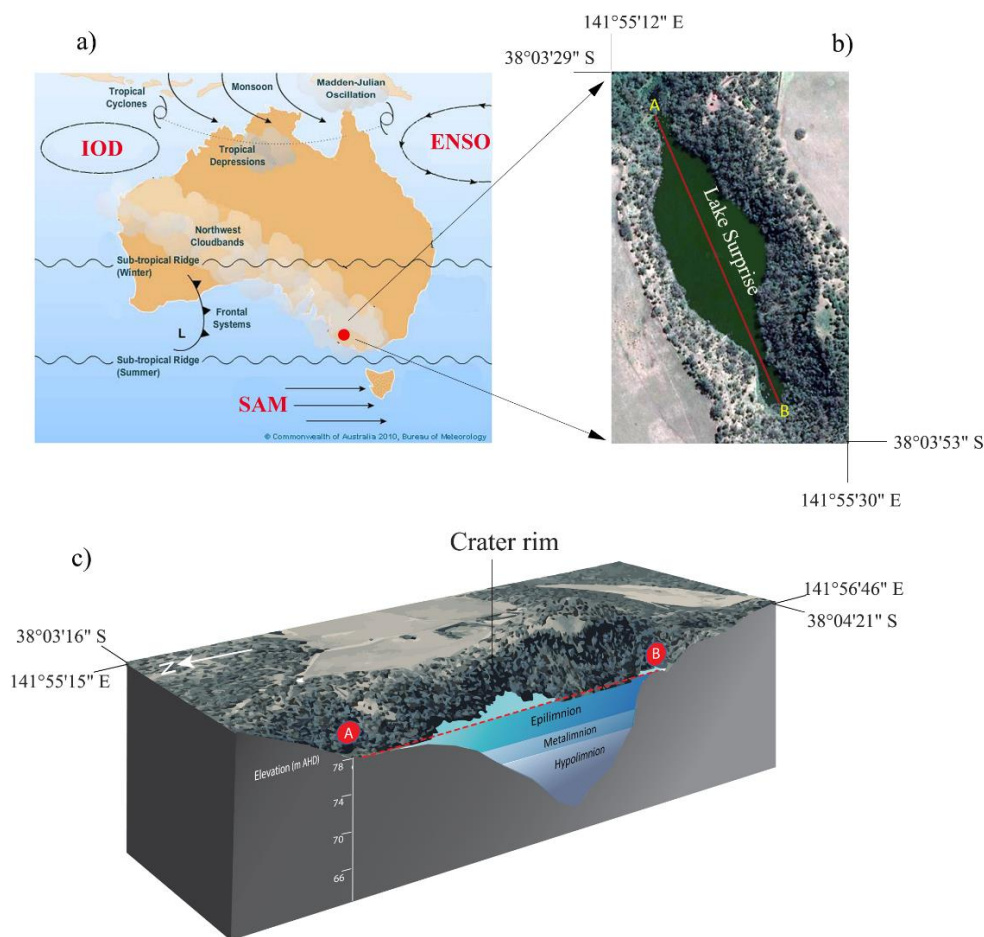 a)
Tropical
Cyclones
Monsoon
Madden-Julian
Oscillation
IOD
ENSO
Tropical
Depressions
Northwest
Cloudbands
Sub-tropical Ridge
(Winter)
Frontal
Systems
L
Sub-tropical Ridge
(Summer)
SAM
© Commonwealth of Australia 2010, Bureau of Meteorology
141°55'12" E
b)
38°03'29" S
A
Lake Surprise
B
38°03'53" S
141°55'30" E
c)
Crater rim
38°03'16" S
141°55'15" E
N
141°56'46" E
38°04'21" S
A
B
Epilimnion
Metalimnion
Hypolimnion
Elevation (m AHD)
78
74
70
66